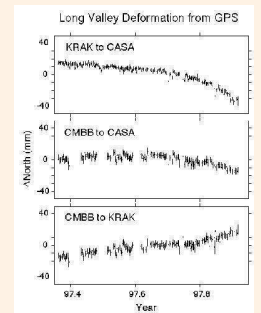 Long Valley Deformation from GPS
40
KRAK to CASA
0
-40
40
CMBB to CASA
0
-40
ΔNorth (mm)
40
CMBB to KRAK
0
-40
97.4 97.6 97.8
Year